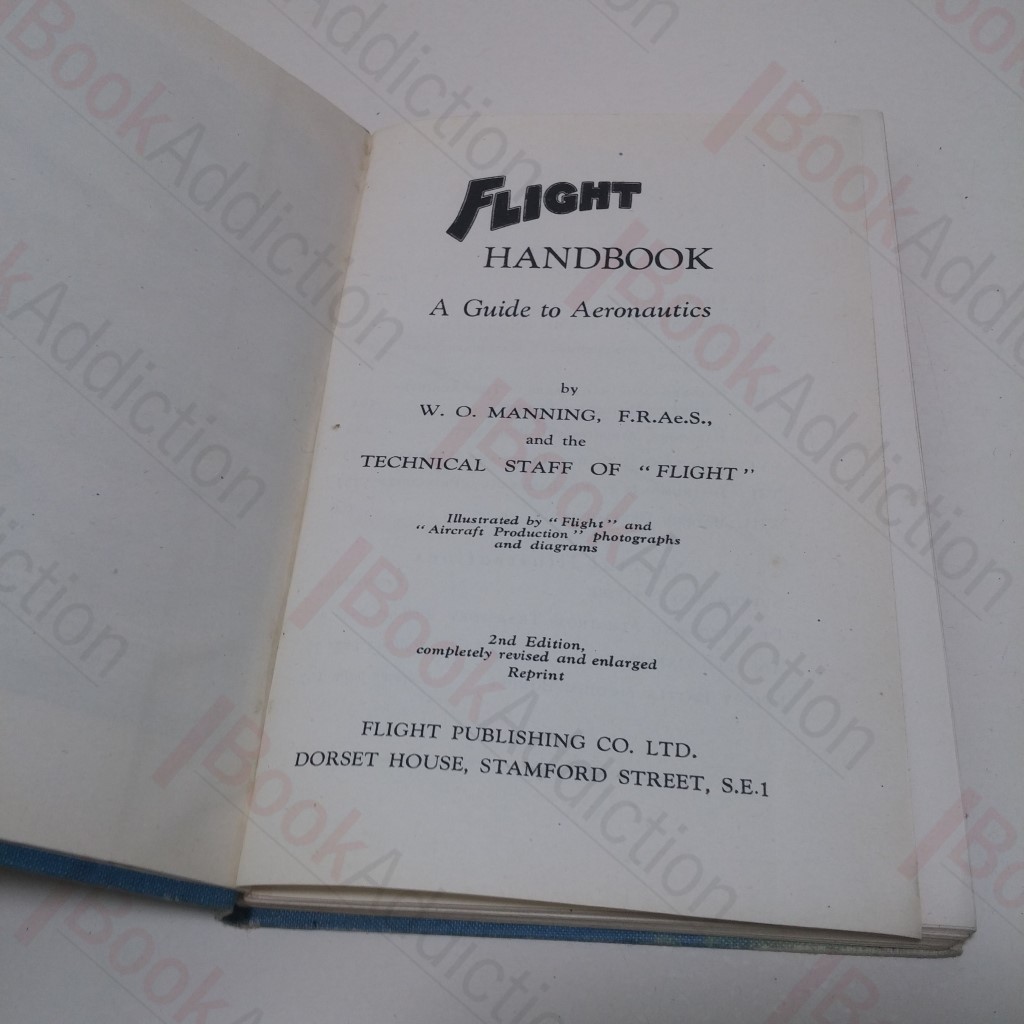 FLIGHT
HANDBOOK
A Guide to Aeronautics
by
W. O. MANNING, F.R.Ae.S.,
and the
TECHNICAL STAFF OF "FLIGHT"
Illustrated by "Flight" and
"Aircraft Production" photographs
and diagrams
2nd Edition,
completely revised and enlarged
Reprint
FLIGHT PUBLISHING CO. LTD.
DORSET HOUSE, STAMFORD STREET, S.E.1
BookAddiction